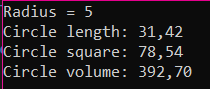 Radius = 5
Circle length: 31,42
Circle square: 78,54
Circle volume: 392,70